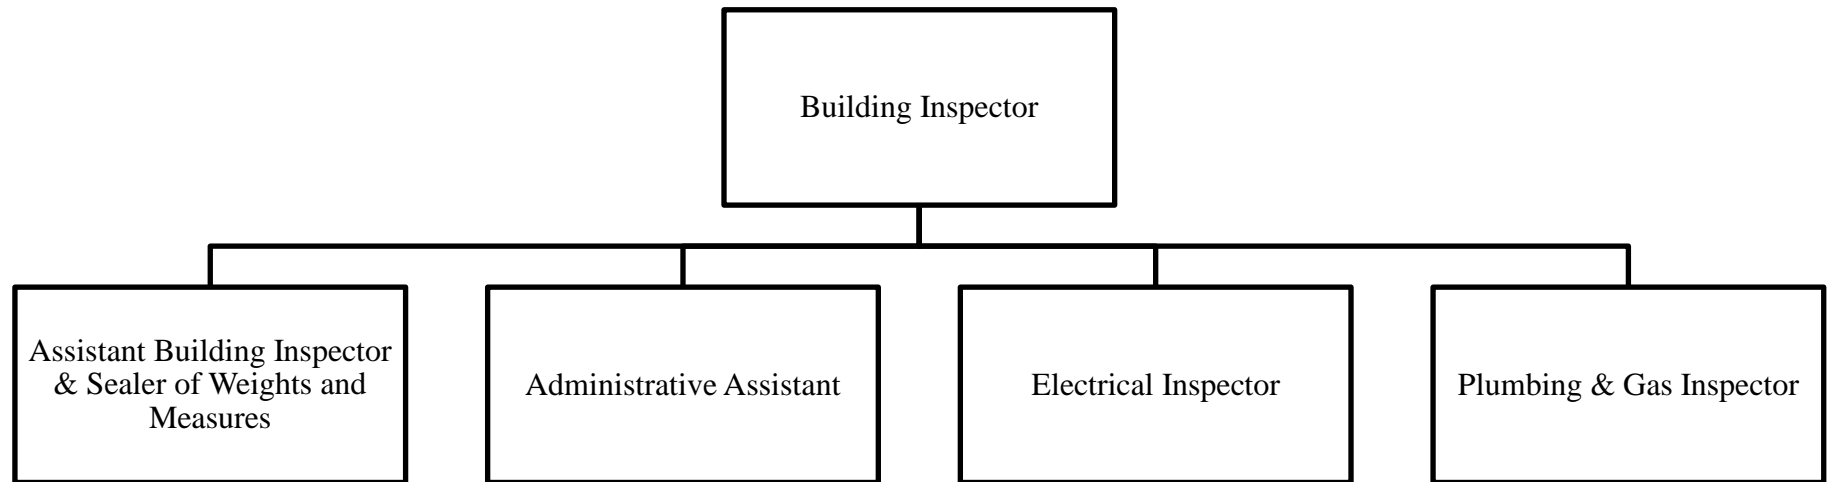 Building Inspector
Assistant Building Inspector
& Sealer of Weights and
Measures
Administrative Assistant
Electrical Inspector
Plumbing & Gas Inspector